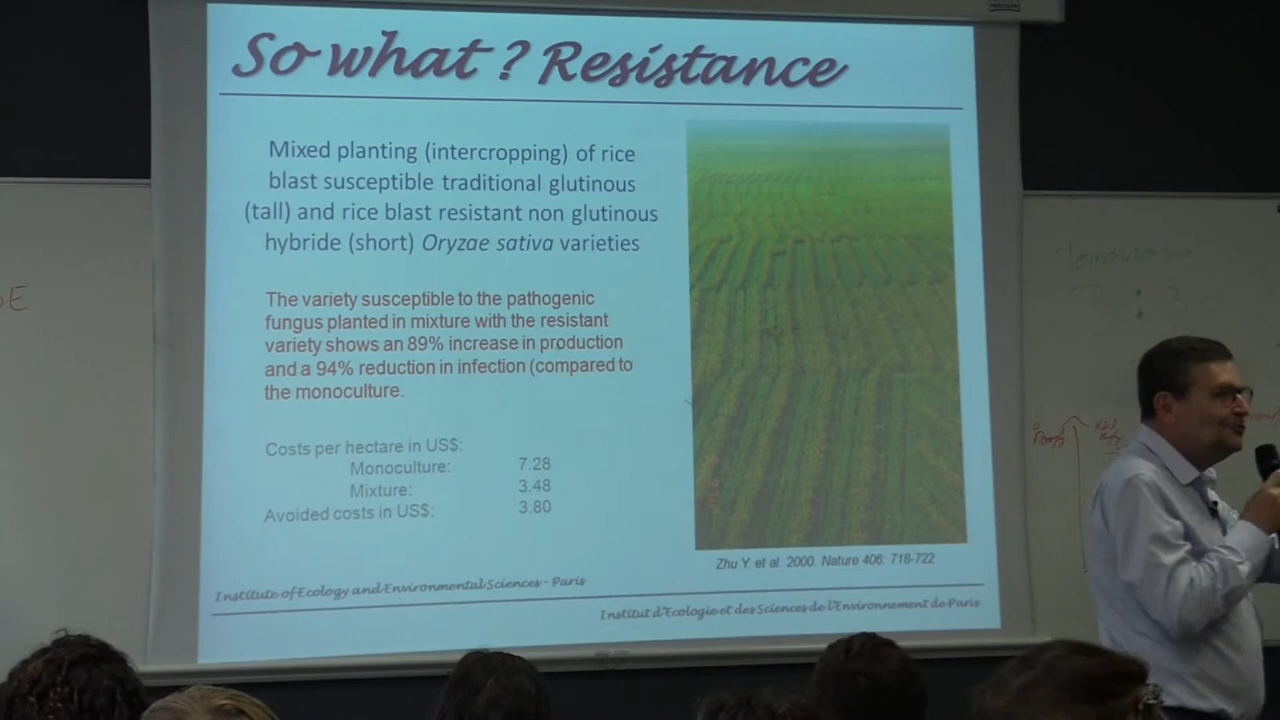 So what ? Resistance
Mixed planting (intercropping) of rice
blast susceptible traditional glutinous
(tall) and rice blast resistant non glutinous
hybride (short) Oryzae sativa varieties
The variety susceptible to the pathogenic
fungus planted in mixture with the resistant
variety shows an 89% increase in production
and a 94% reduction in infection (compared to
the monoculture.
Costs per hectare in US$:
Monoculture: 7.28
Mixture: 3.48
Avoided costs in US$: 3.80
Zhu Y. et al. 2000. Nature 406: 718-722
Institute of Ecology and Environmental Sciences - Paris
Institut d'Ecologie et des Sciences de l'Environnement de Paris